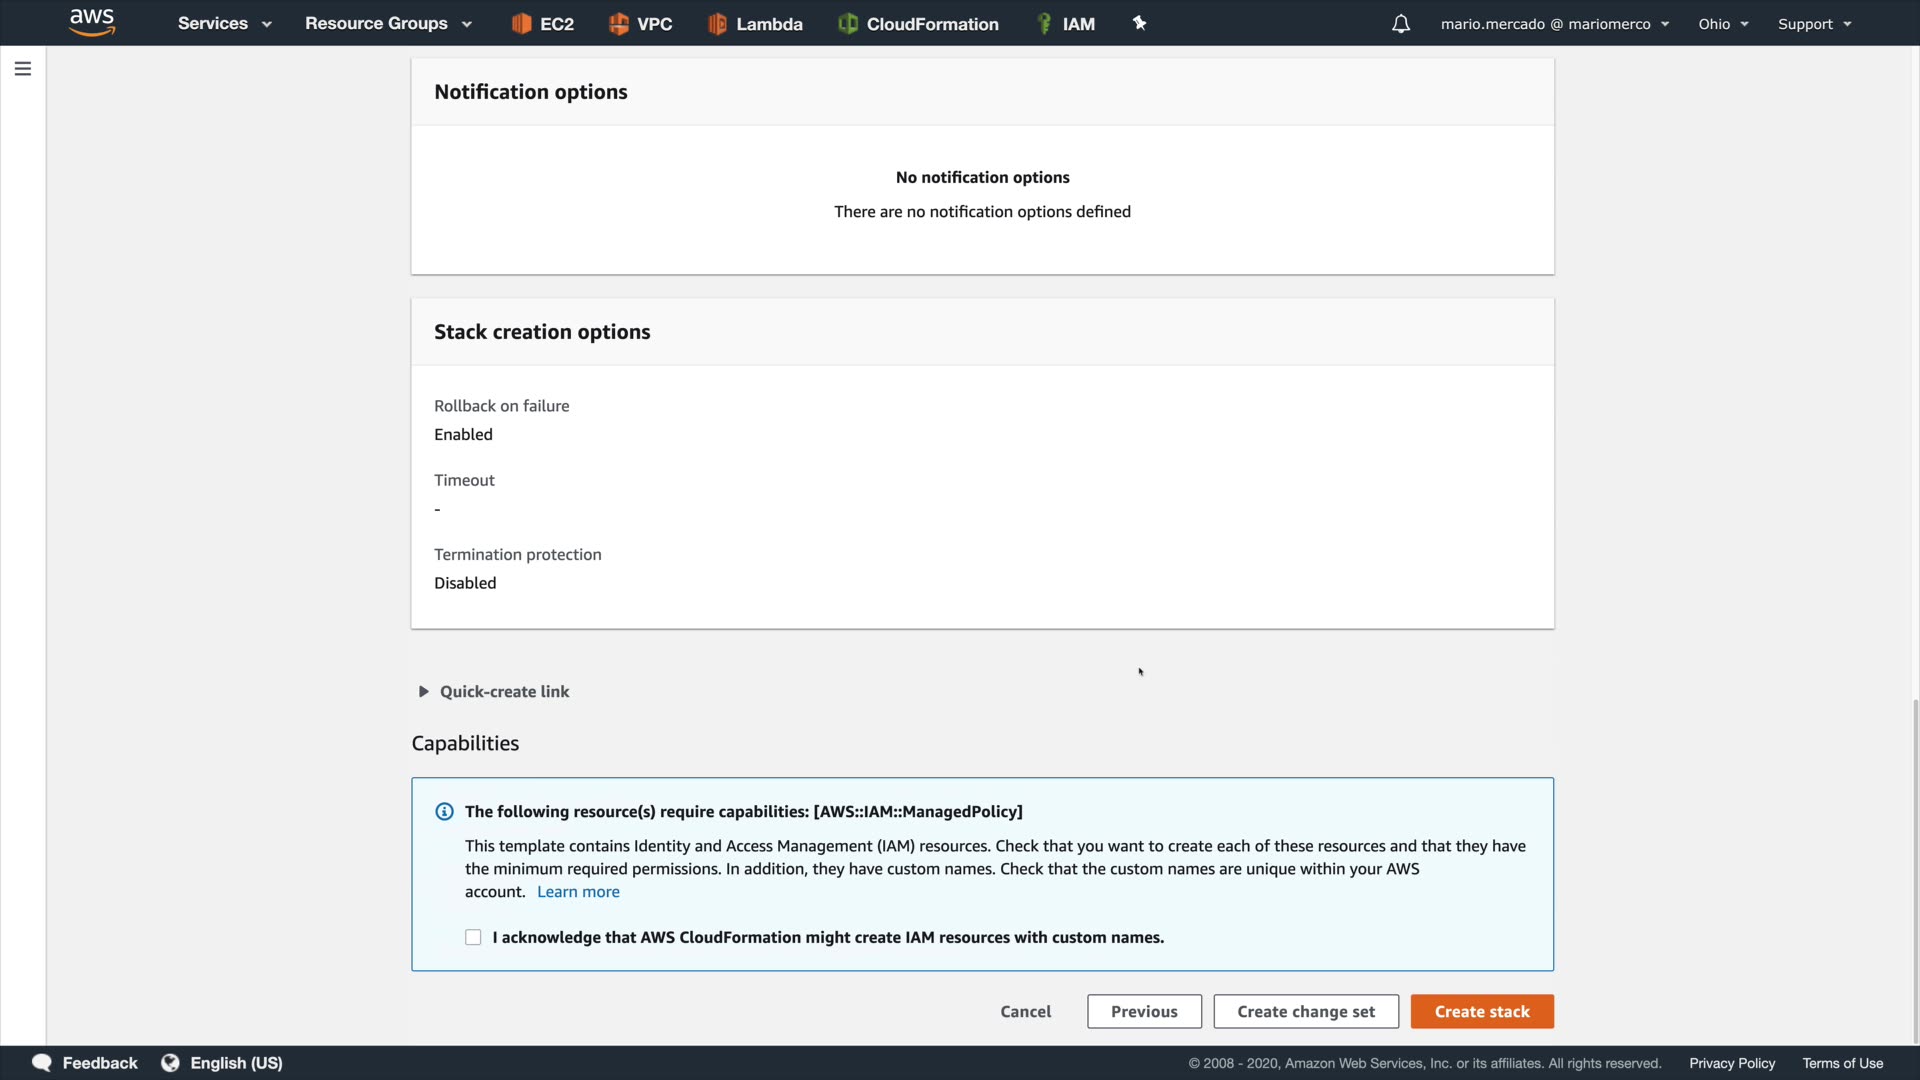 aws Services Resource Groups EC2 VPC Lambda CloudFormation IAM mario.mercado @ mariomerco Ohio Support
Notification options
No notification options
There are no notification options defined
Stack creation options
Rollback on failure
Enabled
Timeout
-
Termination protection
Disabled
Quick-create link
Capabilities
The following resource(s) require capabilities: [AWS::IAM::ManagedPolicy]
This template contains Identity and Access Management (IAM) resources. Check that you want to create each of these resources and that they have
the minimum required permissions. In addition, they have custom names. Check that the custom names are unique within your AWS
account. Learn more
I acknowledge that AWS CloudFormation might create IAM resources with custom names.
Cancel Previous Create change set Create stack
Feedback English (US) © 2008 - 2020, Amazon Web Services, Inc. or its affiliates. All rights reserved. Privacy Policy Terms of Use